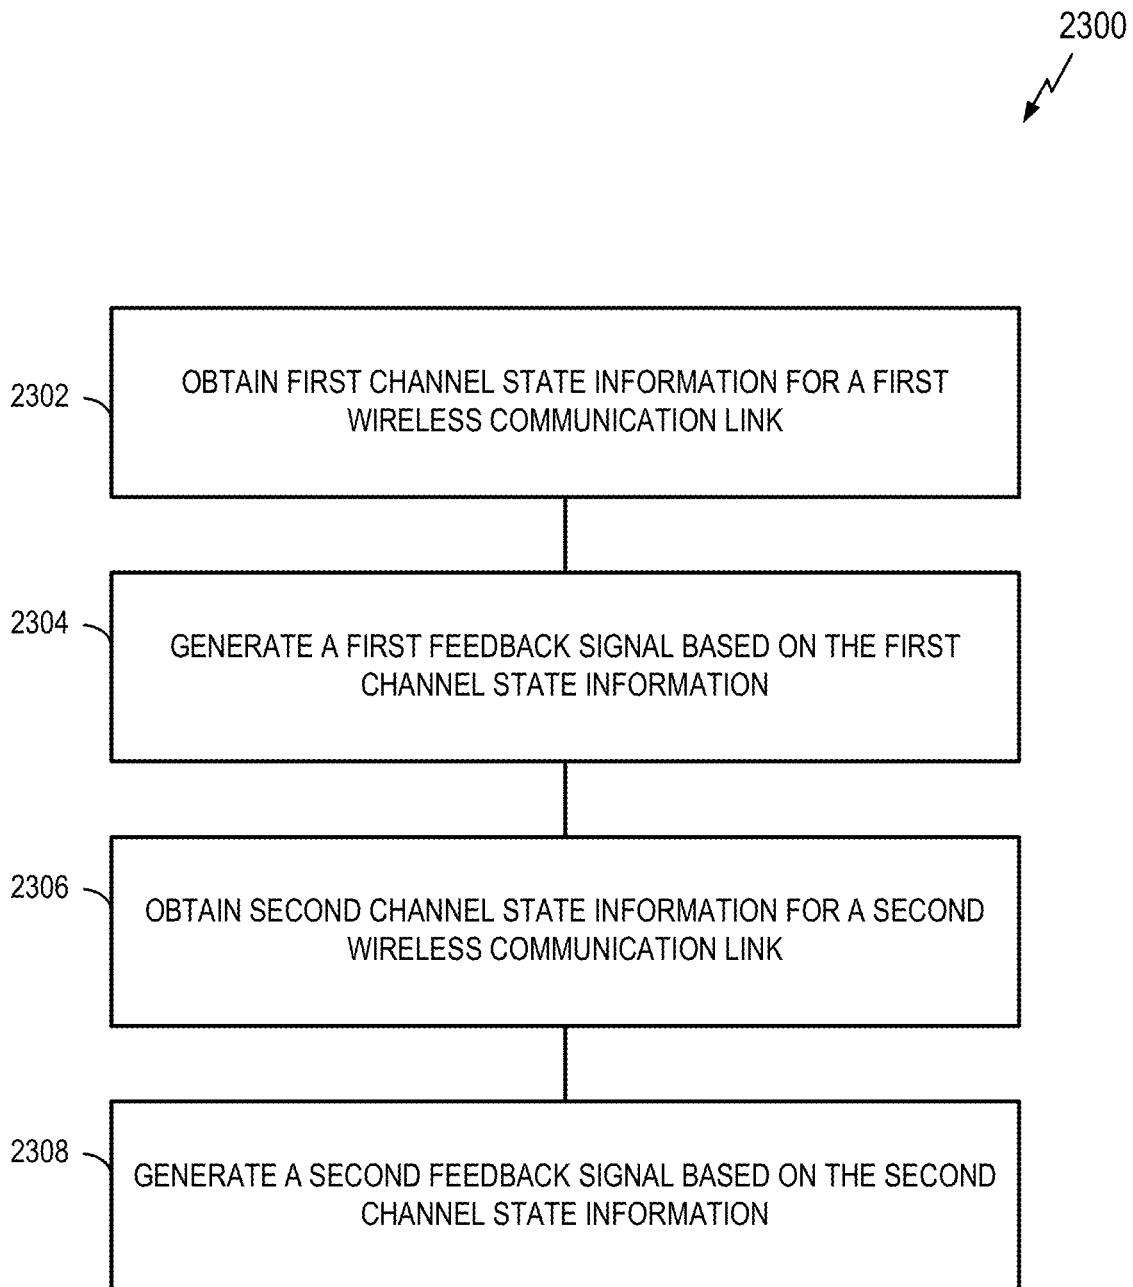 2300
2302
OBTAIN FIRST CHANNEL STATE INFORMATION FOR A FIRST
WIRELESS COMMUNICATION LINK
2304
GENERATE A FIRST FEEDBACK SIGNAL BASED ON THE FIRST
CHANNEL STATE INFORMATION
2306
OBTAIN SECOND CHANNEL STATE INFORMATION FOR A SECOND
WIRELESS COMMUNICATION LINK
2308
GENERATE A SECOND FEEDBACK SIGNAL BASED ON THE SECOND
CHANNEL STATE INFORMATION